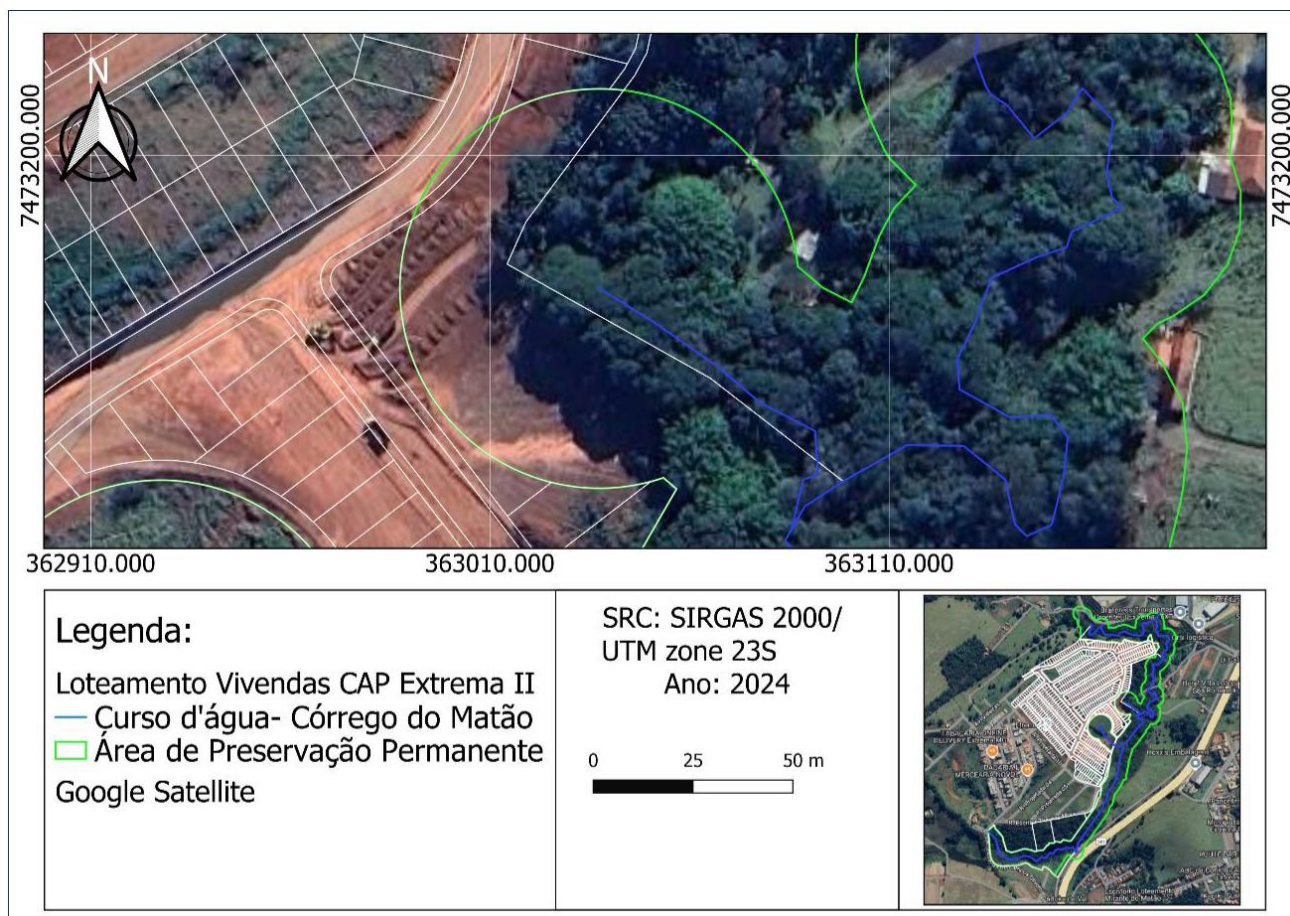 N
7473200.000
7473200.000
362910.000
363010.000
363110.000
Legenda:
Loteamento Vivendas CAP Extrema II
Curso d'água- Córrego do Matão
Área de Preservação Permanente
Google Satellite
SRC: SIRGAS 2000/
UTM zone 23S
Ano: 2024
0 25 50 m